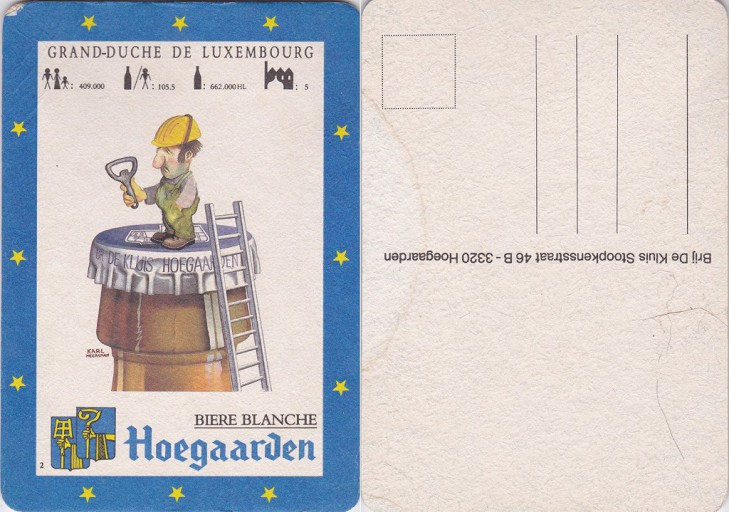 GRAND-DUCHE DE LUXEMBOURG
: 409.000 : 105.5 : 662.000 HL : 5
DE KLUIS HOEGAARDEN
KARL
MEERSMAN
BIERE BLANCHE
Hoegaarden
2
Brij De Kluis Stoopkensstraat 46 B - 3320 Hoegaarden